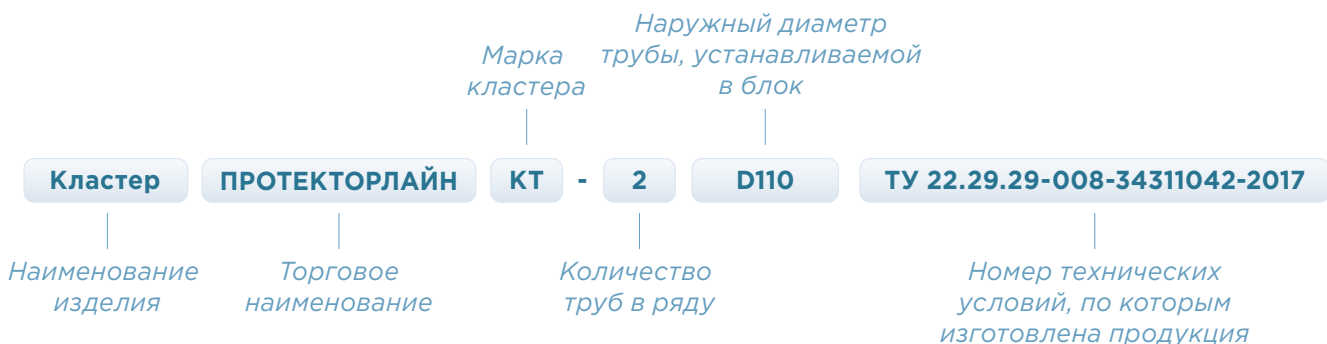 Наружный диаметр
трубы, устанавливаемой
в блок
Марка
кластера
Кластер ПРОТЕКТОРЛАЙН КТ - 2 D110 ТУ 22.29.29-008-34311042-2017
Наименование
изделия
Торговое
наименование
Количество
труб в ряду
Номер технических
условий, по которым
изготовлена продукция